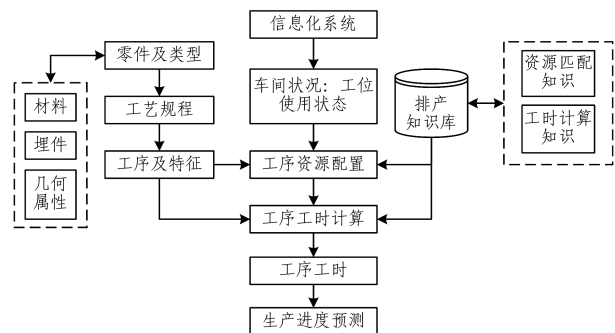 信息化系统
零件及类型
材料
埋件
几何
属性
工艺规程
工序及特征
车间状况：工位
使用状态
排产
知识库
资源匹配
知识
工时计算
知识
工序资源配置
工序工时计算
工序工时
生产进度预测